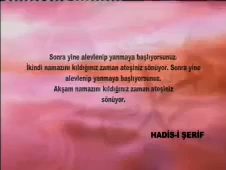 Sonra yine alevlenip yanmaya başlıyorsunuz.
İkindi namazını kıldığınız zaman ateşiniz sönüyor. Sonra yine
alevlenip yanmaya başlıyorsunuz.
Akşam namazını kıldığınız zaman ateşiniz
sönüyor.
HADİS-İ ŞERİF